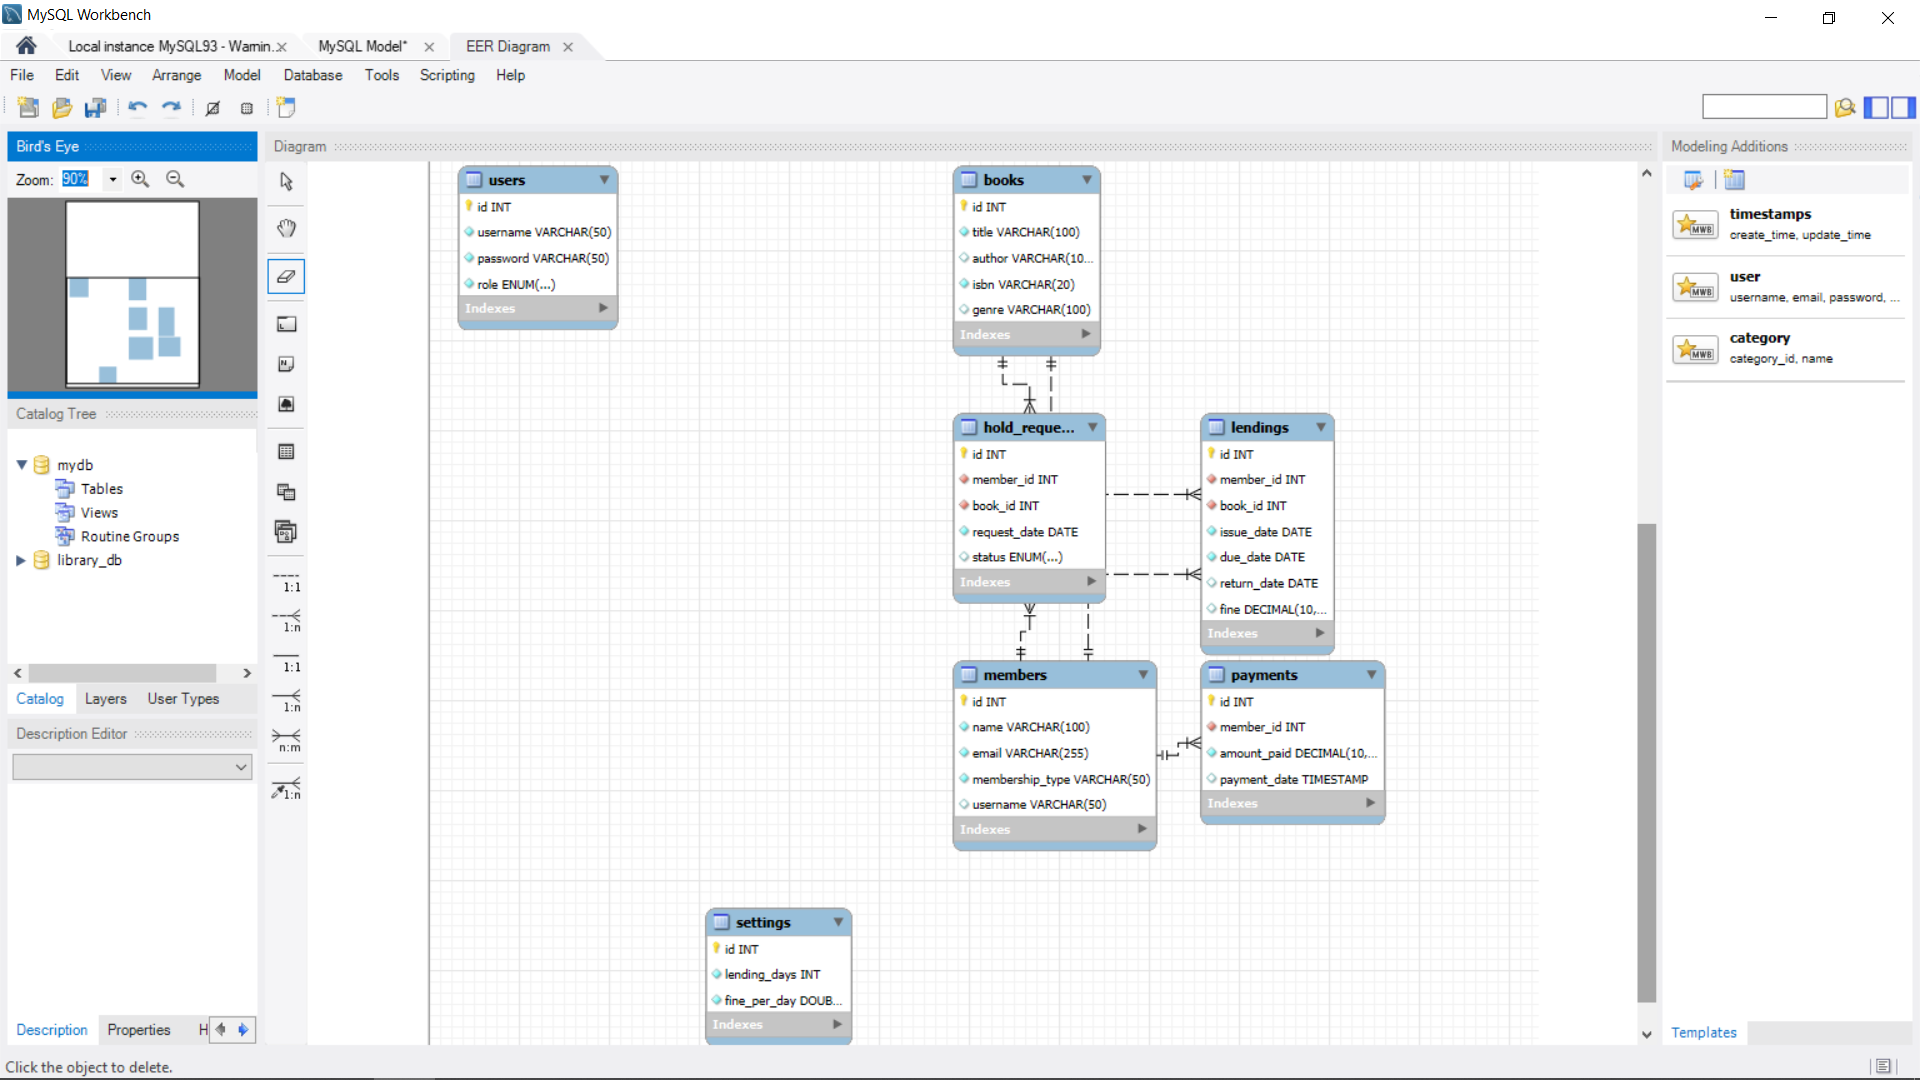 MySQL Workbench
Local instance MySQL93 - Warnin...
MySQL Model*
EER Diagram
File Edit View Arrange Model Database Tools Scripting Help
Bird's Eye
Zoom: 90%
Catalog Tree
mydb
Tables
Views
Routine Groups
library_db
Catalog Layers User Types
Description Editor
Description Properties H
Diagram
1:1
1:n
1:1
1:n
n:m
1:n
users
id INT
username VARCHAR(50)
password VARCHAR(50)
role ENUM(...)
Indexes
books
id INT
title VARCHAR(100)
author VARCHAR(10...
isbn VARCHAR(20)
genre VARCHAR(100)
Indexes
hold_reque...
id INT
member_id INT
book_id INT
request_date DATE
status ENUM(...)
Indexes
lendings
id INT
member_id INT
book_id INT
issue_date DATE
due_date DATE
return_date DATE
fine DECIMAL(10,...
Indexes
members
id INT
name VARCHAR(100)
email VARCHAR(255)
membership_type VARCHAR(50)
username VARCHAR(50)
Indexes
payments
id INT
member_id INT
amount_paid DECIMAL(10,...
payment_date TIMESTAMP
Indexes
settings
id INT
lending_days INT
fine_per_day DOUB...
Indexes
Modeling Additions
MWB
timestamps
create_time, update_time
MWB
user
username, email, password, ...
MWB
category
category_id, name
Templates
Click the object to delete.